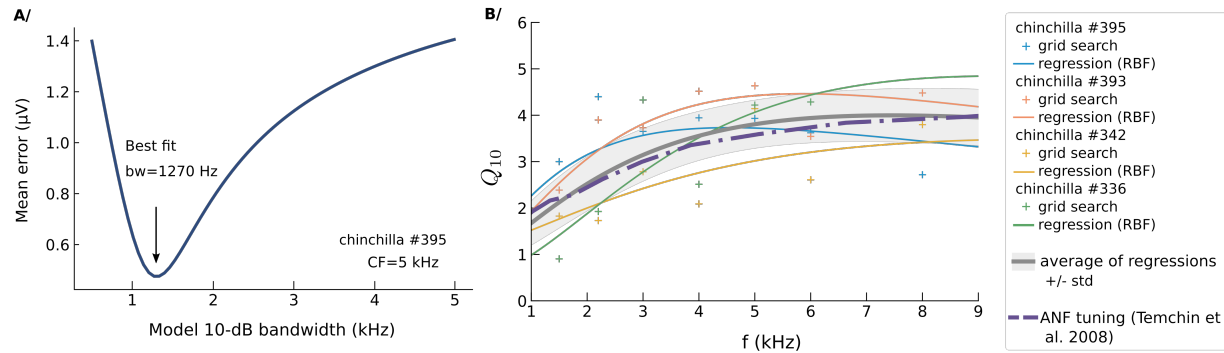 A/
1.4
1.2
1.0
0.8
0.6
Mean error (μV)
Best fit
bw=1270 Hz
chinchilla #395
CF=5 kHz
1 2 3 4 5
Model 10-dB bandwidth (kHz)
B/
6
5
4
3
2
1
0
Q10
1 2 3 4 5 6 7 8 9
f (kHz)
chinchilla #395
grid search
regression (RBF)
chinchilla #393
grid search
regression (RBF)
chinchilla #342
grid search
regression (RBF)
chinchilla #336
grid search
regression (RBF)
average of regressions
+/- std
ANF tuning (Temchin et
al. 2008)